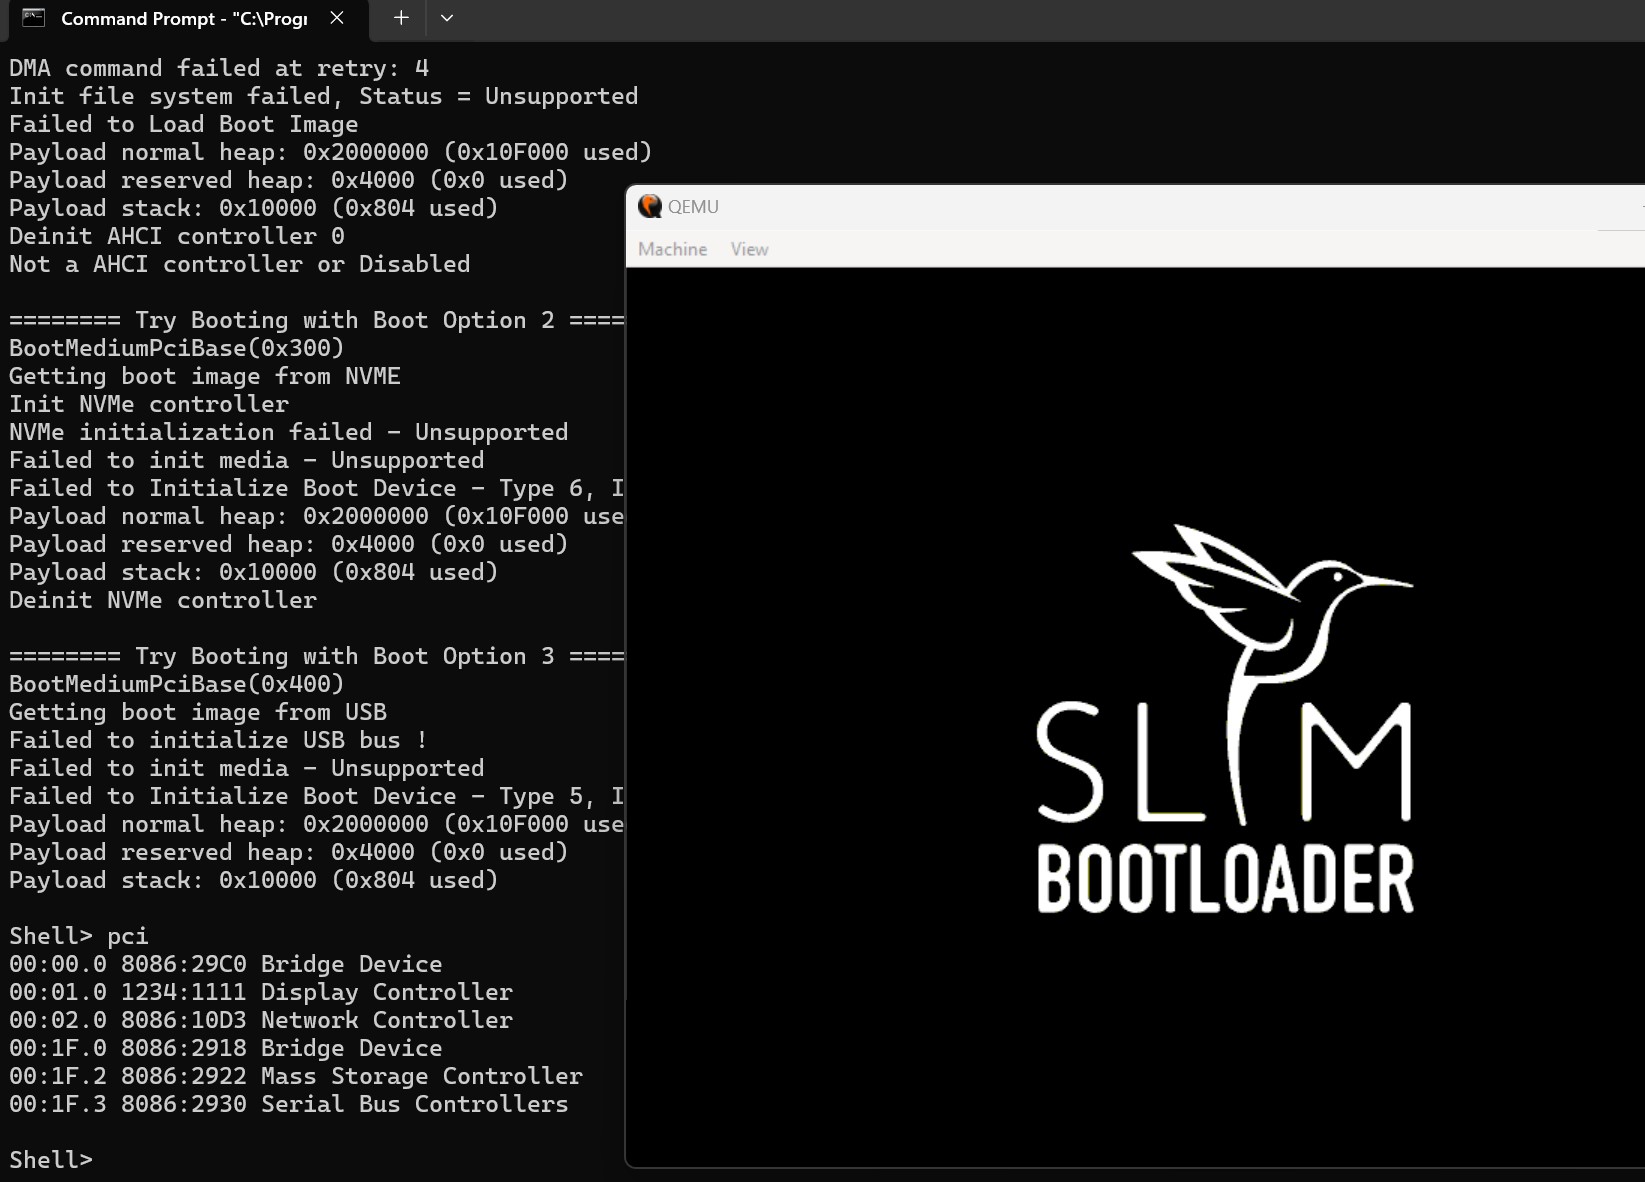 Command Prompt - "C:\Progr
DMA command failed at retry: 4
Init file system failed, Status = Unsupported
Failed to Load Boot Image
Payload normal heap: 0x2000000 (0x10F000 used)
Payload reserved heap: 0x4000 (0x0 used)
Payload stack: 0x10000 (0x804 used)
Deinit AHCI controller 0
Not a AHCI controller or Disabled
======== Try Booting with Boot Option 2 ====
BootMediumPciBase(0x300)
Getting boot image from NVME
Init NVMe controller
NVMe initialization failed - Unsupported
Failed to init media - Unsupported
Failed to Initialize Boot Device - Type 6, I
Payload normal heap: 0x2000000 (0x10F000 use
Payload reserved heap: 0x4000 (0x0 used)
Payload stack: 0x10000 (0x804 used)
Deinit NVMe controller
======== Try Booting with Boot Option 3 ====
BootMediumPciBase(0x400)
Getting boot image from USB
Failed to initialize USB bus !
Failed to init media - Unsupported
Failed to Initialize Boot Device - Type 5, I
Payload normal heap: 0x2000000 (0x10F000 use
Payload reserved heap: 0x4000 (0x0 used)
Payload stack: 0x10000 (0x804 used)
Shell> pci
00:00.0 8086:29C0 Bridge Device
00:01.0 1234:1111 Display Controller
00:02.0 8086:10D3 Network Controller
00:1F.0 8086:2918 Bridge Device
00:1F.2 8086:2922 Mass Storage Controller
00:1F.3 8086:2930 Serial Bus Controllers
Shell>
QEMU
Machine View
SLIM
BOOTLOADER